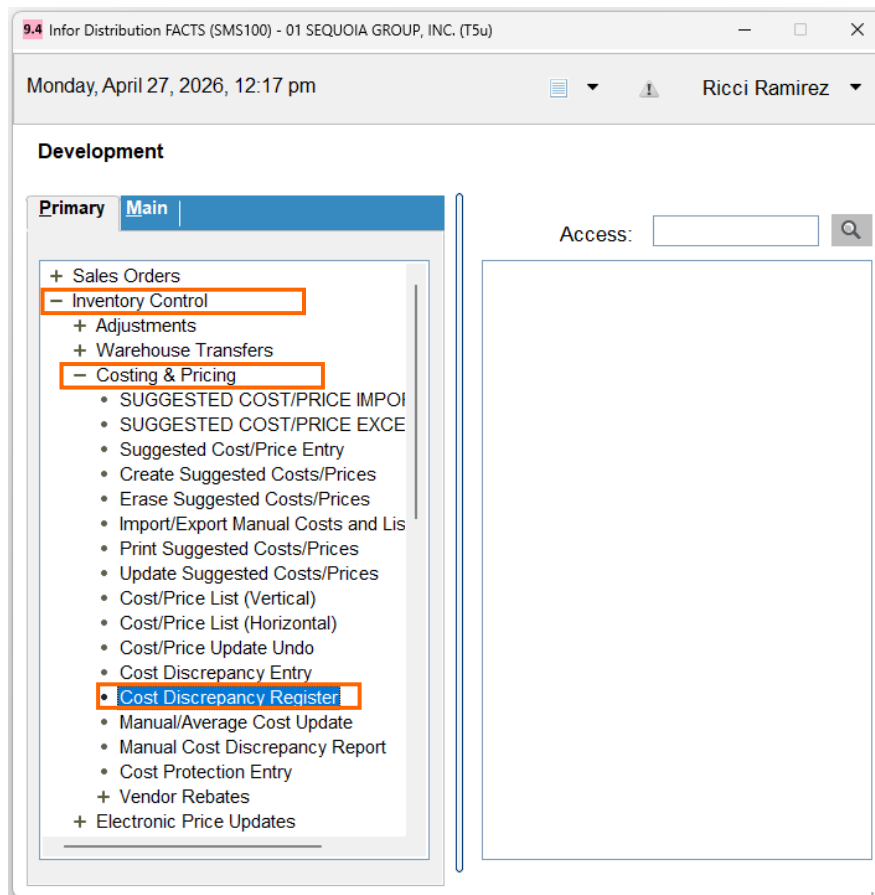 9.4 Infor Distribution FACTS (SMS100) - 01 SEQUOIA GROUP, INC. (T5u)
Monday, April 27, 2026, 12:17 pm
Ricci Ramirez
Development
Primary
Main
Access:
+ Sales Orders
− Inventory Control
+ Adjustments
+ Warehouse Transfers
− Costing & Pricing
• SUGGESTED COST/PRICE IMPO
• SUGGESTED COST/PRICE EXCE
• Suggested Cost/Price Entry
• Create Suggested Costs/Prices
• Erase Suggested Costs/Prices
• Import/Export Manual Costs and Lis
• Print Suggested Costs/Prices
• Update Suggested Costs/Prices
• Cost/Price List (Vertical)
• Cost/Price List (Horizontal)
• Cost/Price Update Undo
• Cost Discrepancy Entry
• Cost Discrepancy Register
• Manual/Average Cost Update
• Manual Cost Discrepancy Report
• Cost Protection Entry
+ Vendor Rebates
+ Electronic Price Updates